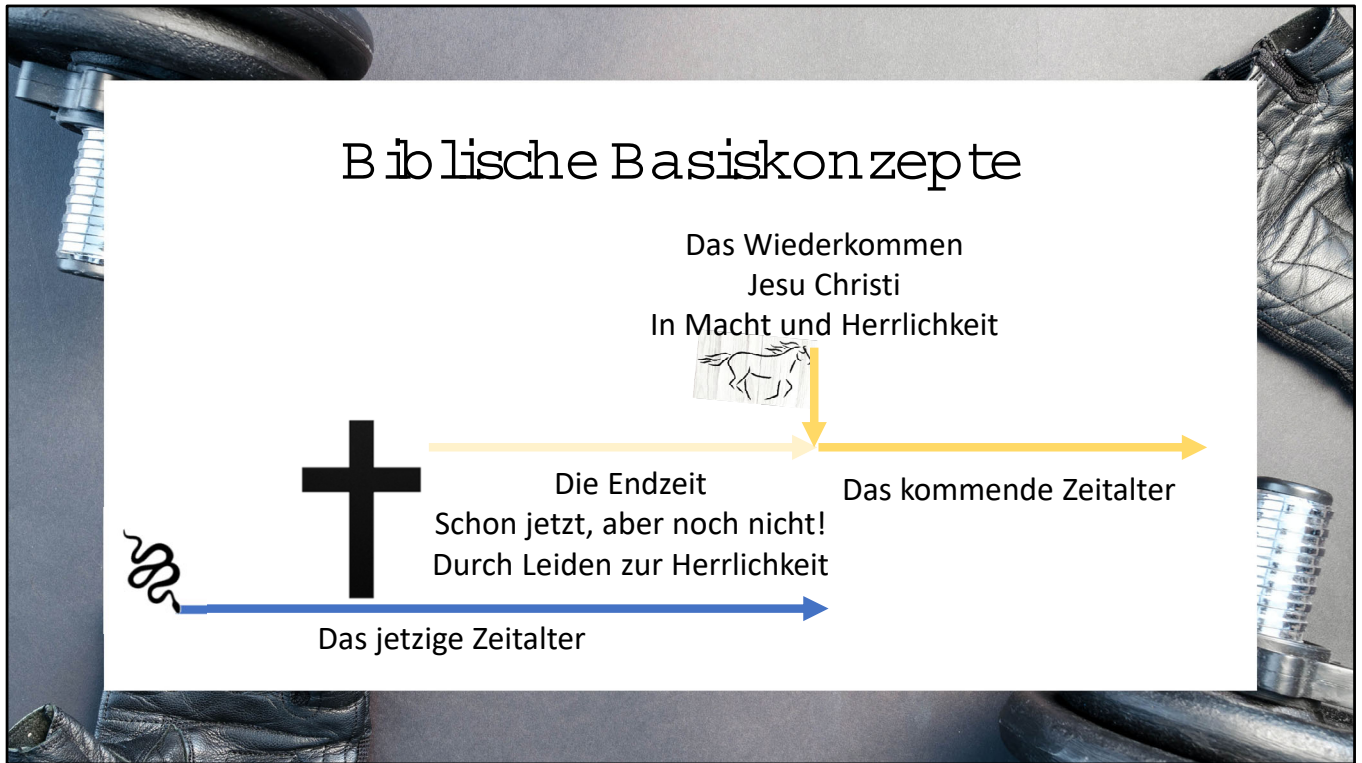 Biblische Basiskonzepte
Das Wiederkommen
Jesu Christi
In Macht und Herrlichkeit
Die Endzeit
Schon jetzt, aber noch nicht!
Durch Leiden zur Herrlichkeit
Das kommende Zeitalter
Das jetzige Zeitalter